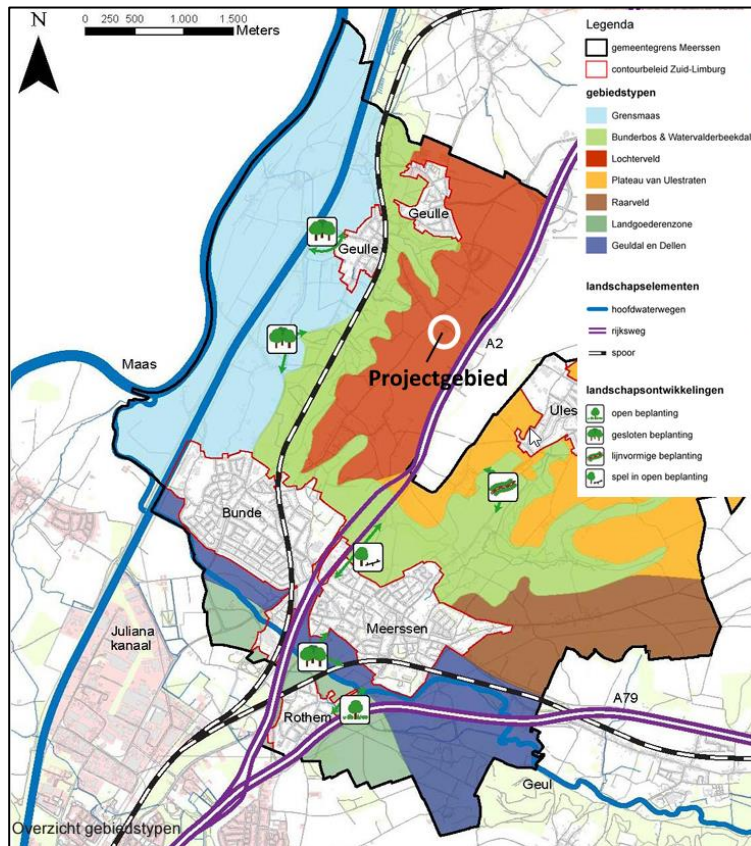 N
0 250 500 1.000 1.500
Meters
Legenda
gemeentegrens Meerssen
contourbeleid Zuid-Limburg
gebiedstypen
Grensmaas
Bunderbos & Watervalderbeekdal
Lochterveld
Plateau van Ulestraten
Raarveld
Landgoederenzone
Geuldal en Dellen
landschapselementen
hoofdwaterwegen
rijksweg
spoor
landschapsontwikkelingen
open beplanting
gesloten beplanting
lijnvormige beplanting
spel in open beplanting
Geulle
Geulle
A2
Maas
Projectgebied
Ules
Bunde
Juliana
kanaal
Meerssen
A79
Rothem
Geul
Overzicht gebiedstypen